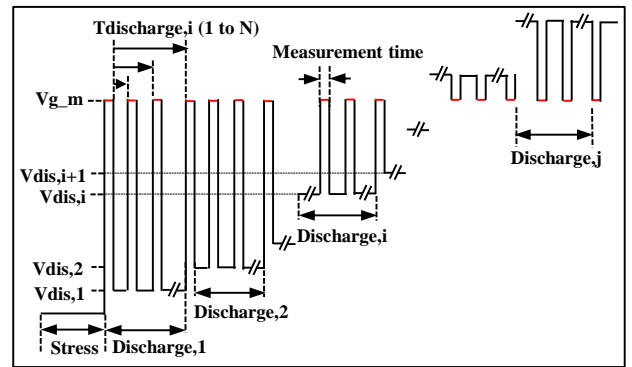 Tdischarge,i (1 to N)
Measurement time
Vg_m
Discharge,j
Vdis,i+1
Vdis,i
Discharge,i
Vdis,2
Vdis,1
Discharge,2
Stress
Discharge,1